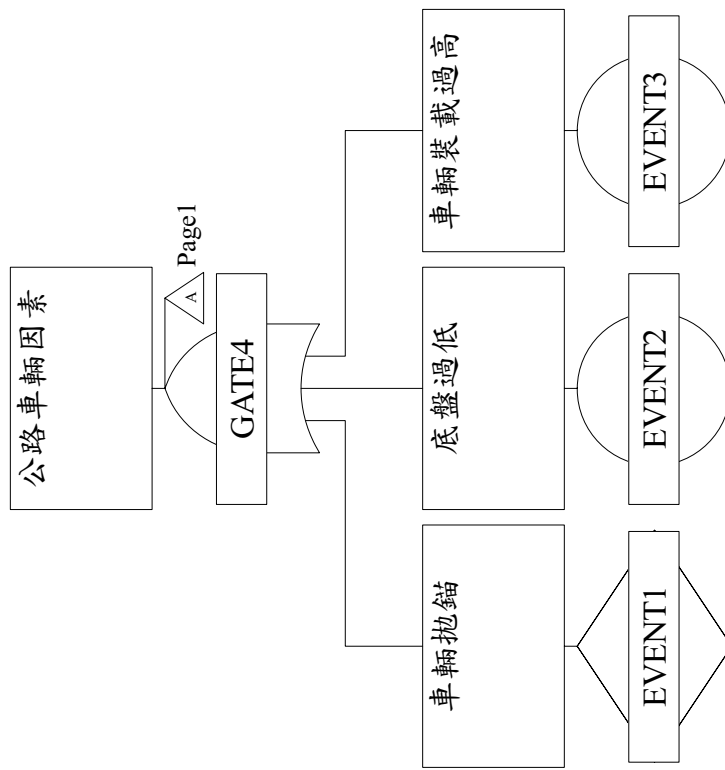 公路車輛因素
A
Page1
GATE4
車輛拋錨
底盤過低
車輛裝載過高
EVENT1
EVENT2
EVENT3